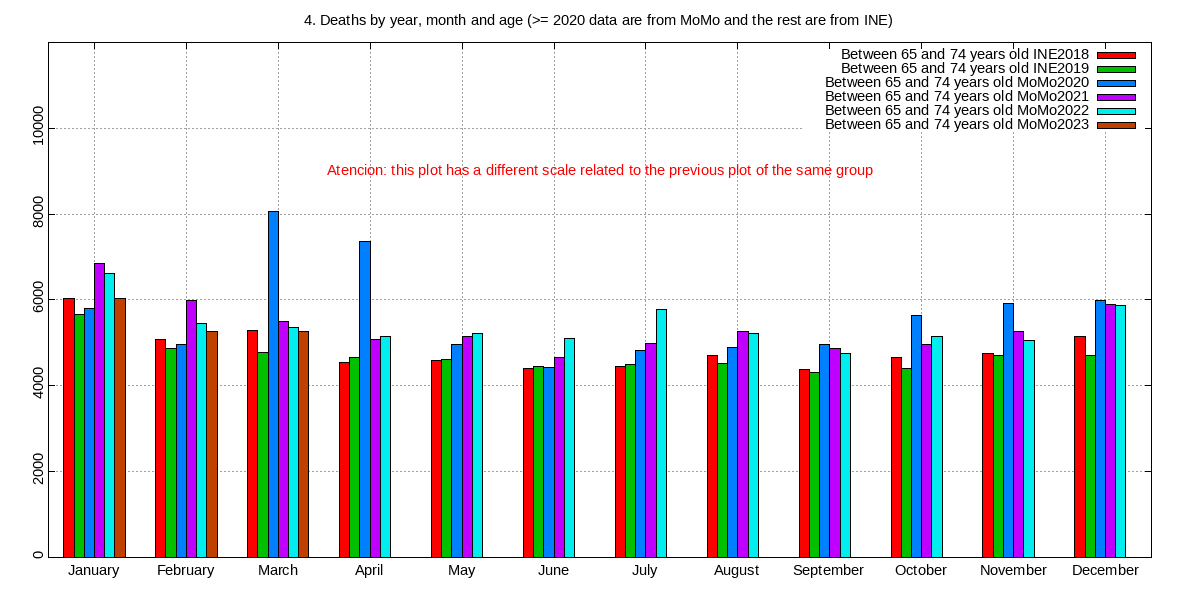 4. Deaths by year, month and age (>= 2020 data are from MoMo and the rest are from INE)
Between 65 and 74 years old INE2018
Between 65 and 74 years old INE2019
Between 65 and 74 years old MoMo2020
Between 65 and 74 years old MoMo2021
Between 65 and 74 years old MoMo2022
Between 65 and 74 years old MoMo2023
Atencion: this plot has a different scale related to the previous plot of the same group
10000
8000
6000
4000
2000
0
January February March April May June July August September October November December